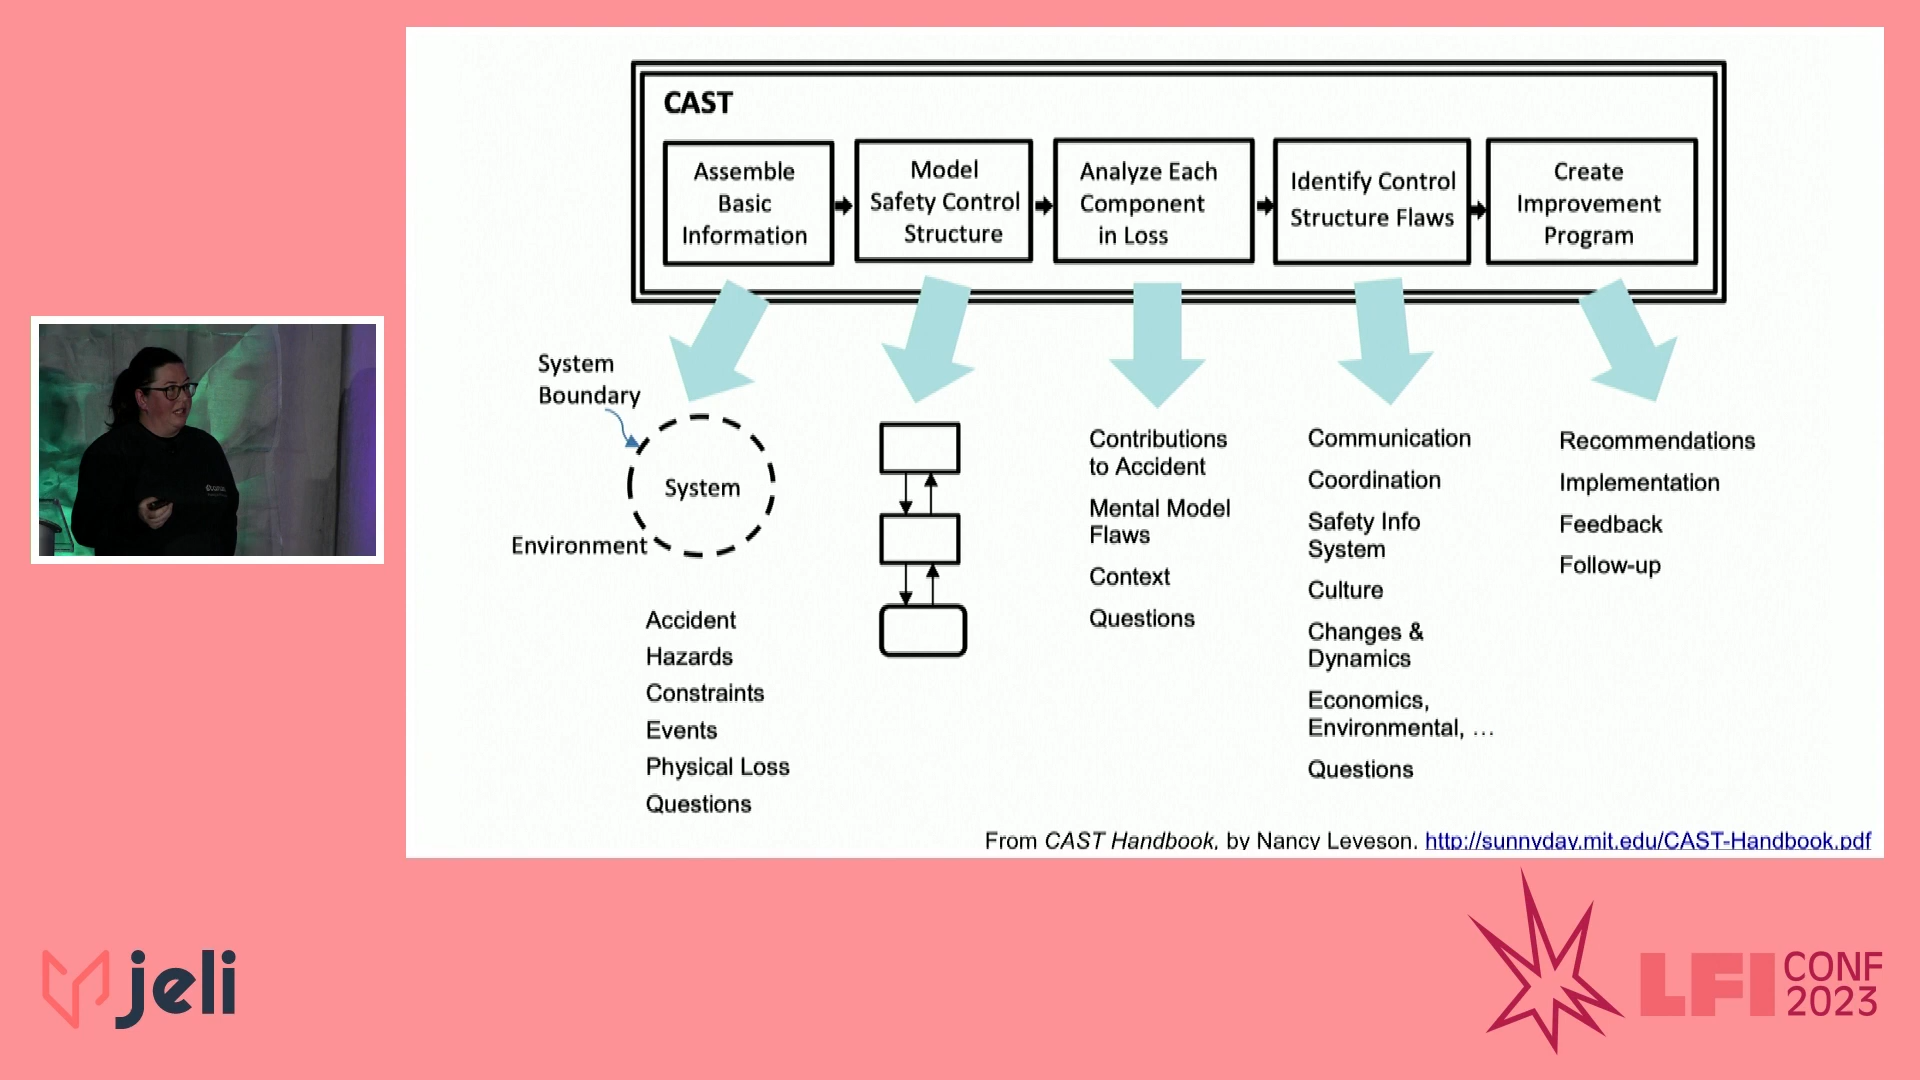 CAST
Assemble
Basic
Information
Model
Safety Control
Structure
Analyze Each
Component
in Loss
Identify Control
Structure Flaws
Create
Improvement
Program
System
Boundary
System
Environment
Accident
Hazards
Constraints
Events
Physical Loss
Questions
Contributions
to Accident
Mental Model
Flaws
Context
Questions
Communication
Coordination
Safety Info
System
Culture
Changes &
Dynamics
Economics,
Environmental, …
Questions
Recommendations
Implementation
Feedback
Follow-up
From CAST Handbook, by Nancy Leveson. http://sunnyday.mit.edu/CAST-Handbook.pdf
jeli
LFI CONF
2023